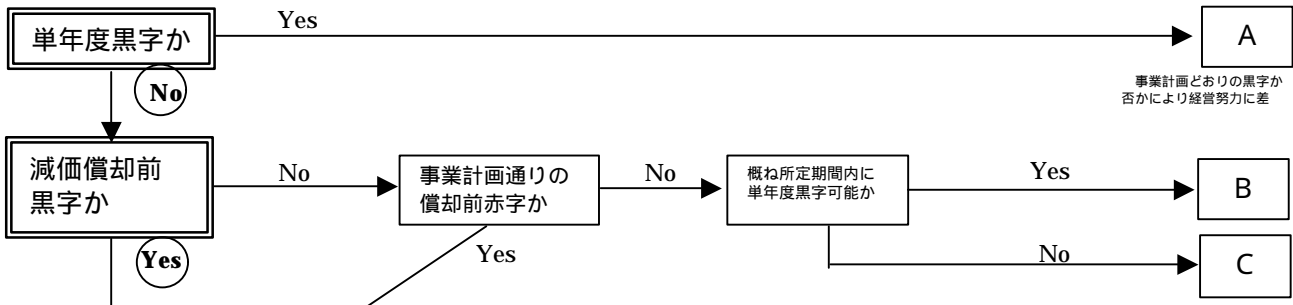 Yes
単年度黒字か
A
No
事業計画どおりの黒字か
否かにより経営努力に差
減価償却前
黒字か
No
事業計画通りの
償却前赤字か
No
概ね所定期間内に
単年度黒字可能か
Yes
B
Yes
Yes
No
C